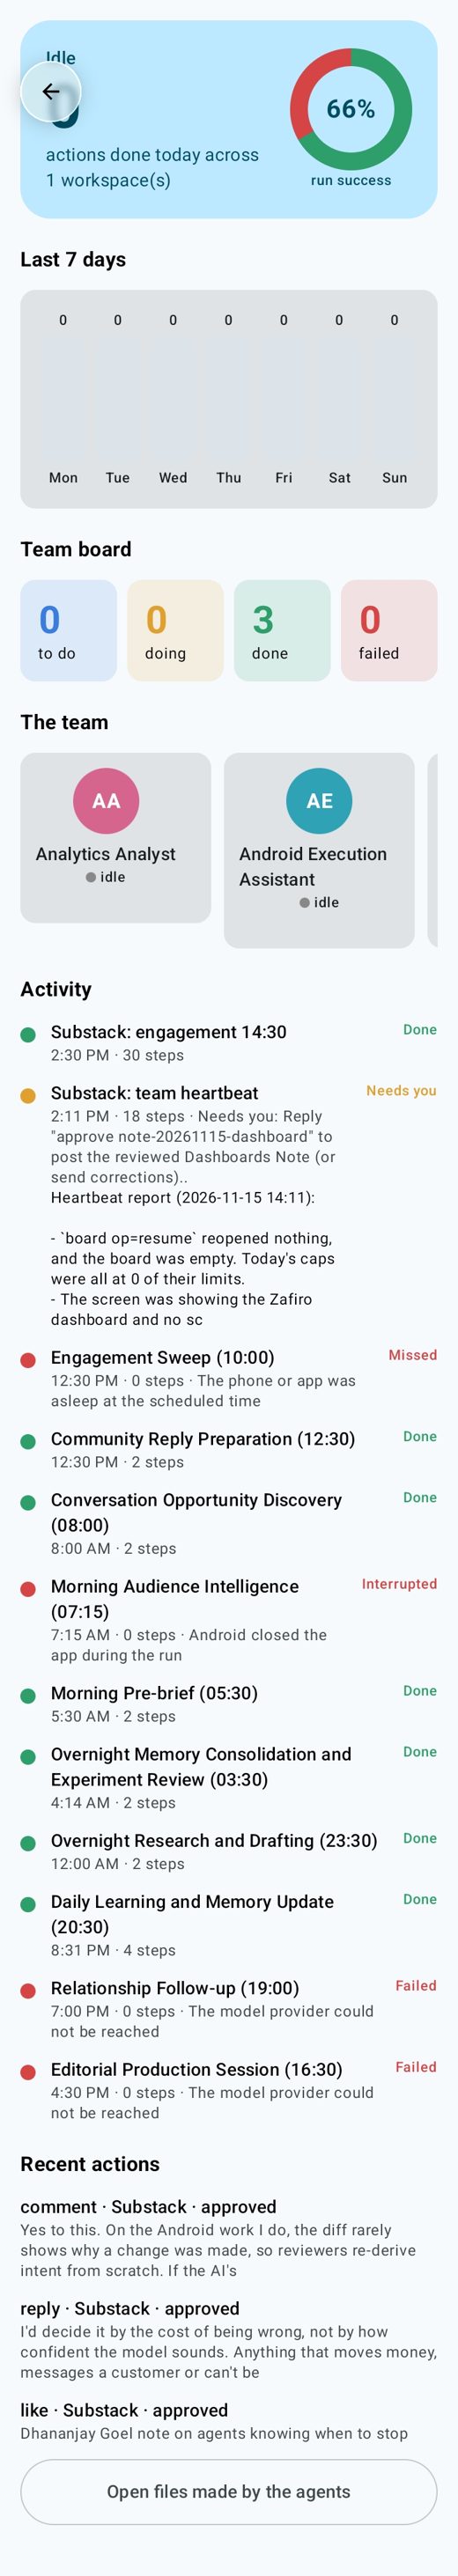 Idle
0
66%
actions done today across
1 workspace(s)
run success
Last 7 days
0 0 0 0 0 0 0
Mon Tue Wed Thu Fri Sat Sun
Team board
0 0 3 0
to do doing done failed
The team
AA AE
Analytics Analyst
idle
Android Execution
Assistant
idle
Activity
Substack: engagement 14:30 Done
2:30 PM · 30 steps
Substack: team heartbeat Needs you
2:11 PM · 18 steps · Needs you: Reply
"approve note-20261115-dashboard" to
post the reviewed Dashboards Note (or
send corrections)..
Heartbeat report (2026-11-15 14:11):
- `board op=resume` reopened nothing,
and the board was empty. Today's caps
were all at 0 of their limits.
- The screen was showing the Zafiro
dashboard and no sc
Engagement Sweep (10:00) Missed
12:30 PM · 0 steps · The phone or app was
asleep at the scheduled time
Community Reply Preparation (12:30) Done
12:30 PM · 2 steps
Conversation Opportunity Discovery Done
(08:00)
8:00 AM · 2 steps
Morning Audience Intelligence Interrupted
(07:15)
7:15 AM · 0 steps · Android closed the
app during the run
Morning Pre-brief (05:30) Done
5:30 AM · 2 steps
Overnight Memory Consolidation and Done
Experiment Review (03:30)
4:14 AM · 2 steps
Overnight Research and Drafting (23:30) Done
12:00 AM · 2 steps
Daily Learning and Memory Update Done
(20:30)
8:31 PM · 4 steps
Relationship Follow-up (19:00) Failed
7:00 PM · 0 steps · The model provider could
not be reached
Editorial Production Session (16:30) Failed
4:30 PM · 0 steps · The model provider could
not be reached
Recent actions
comment · Substack · approved
Yes to this. On the Android work I do, the diff rarely
shows why a change was made, so reviewers re-derive
intent from scratch. If the AI's
reply · Substack · approved
I'd decide it by the cost of being wrong, not by how
confident the model sounds. Anything that moves money,
messages a customer or can't be
like · Substack · approved
Dhananjay Goel note on agents knowing when to stop
Open files made by the agents